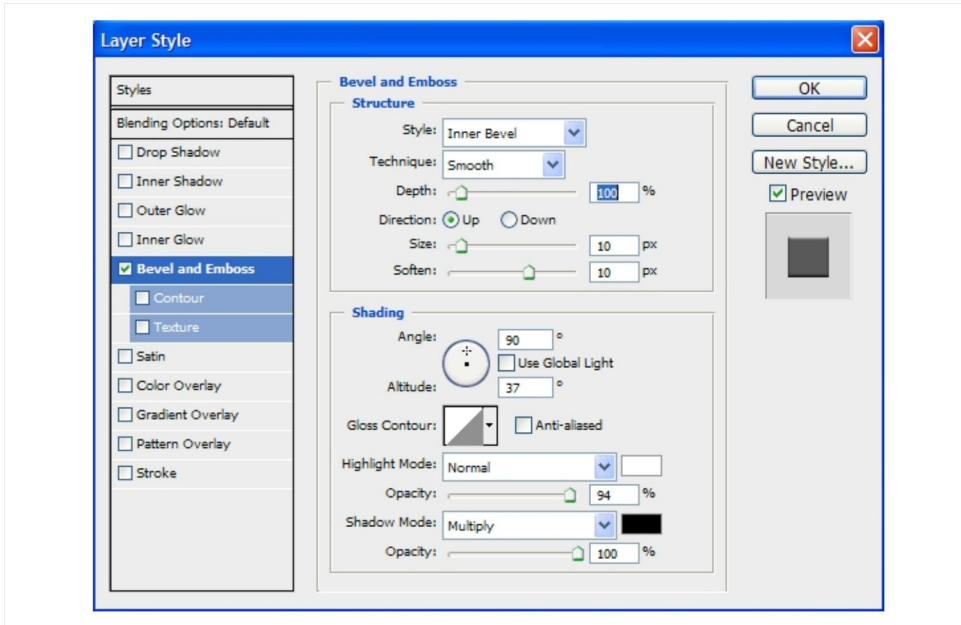 Layer Style
Styles
Blending Options: Default
Drop Shadow
Inner Shadow
Outer Glow
Inner Glow
Bevel and Emboss
Contour
Texture
Satin
Color Overlay
Gradient Overlay
Pattern Overlay
Stroke
Bevel and Emboss
Structure
Style: Inner Bevel
Technique: Smooth
Depth: 100 %
Direction: Up Down
Size: 10 px
Soften: 10 px
Shading
Angle: 90 °
Use Global Light
Altitude: 37 °
Gloss Contour: Anti-aliased
Highlight Mode: Normal
Opacity: 94 %
Shadow Mode: Multiply
Opacity: 100 %
OK
Cancel
New Style...
Preview